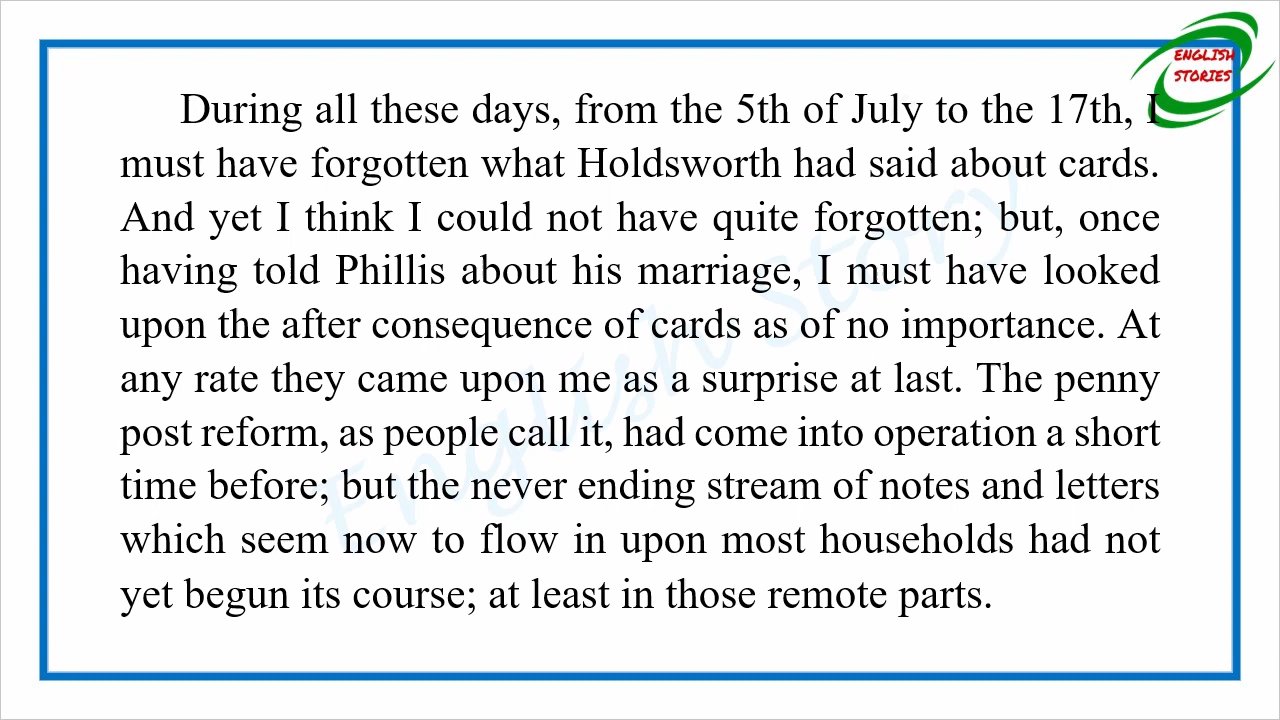 ENGLISH
STORIES
During all these days, from the 5th of July to the 17th, I
must have forgotten what Holdsworth had said about cards.
And yet I think I could not have quite forgotten; but, once
having told Phillis about his marriage, I must have looked
upon the after consequence of cards as of no importance. At
any rate they came upon me as a surprise at last. The penny
post reform, as people call it, had come into operation a short
time before; but the never ending stream of notes and letters
which seem now to flow in upon most households had not
yet begun its course; at least in those remote parts.
English Story